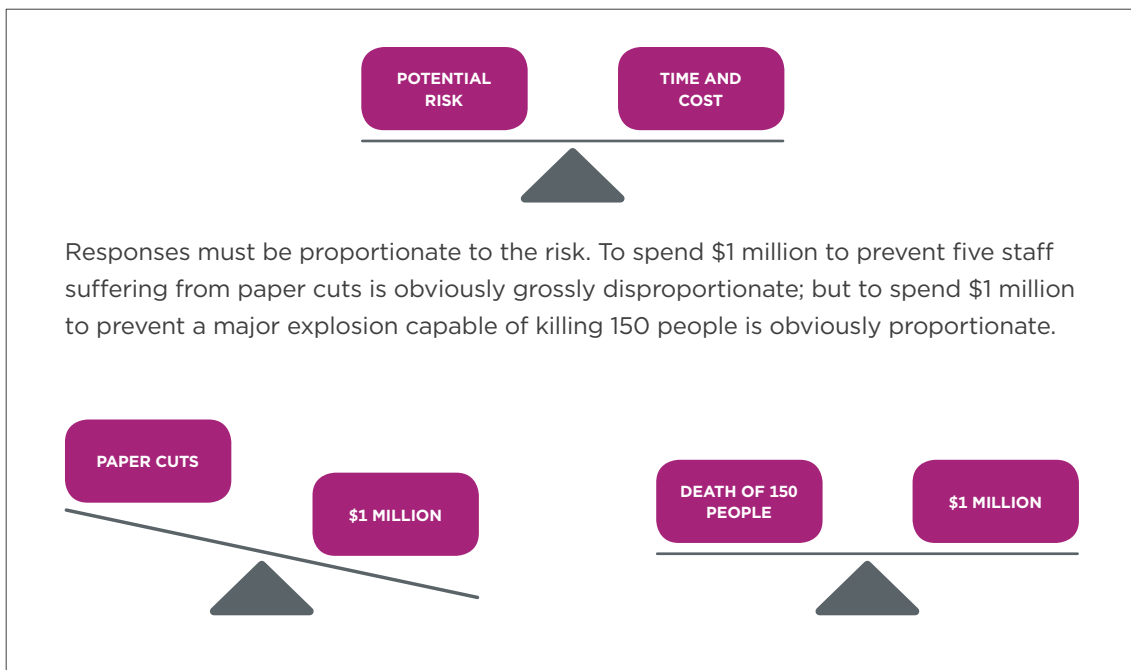 POTENTIAL
RISK
TIME AND
COST
Responses must be proportionate to the risk. To spend $1 million to prevent five staff
suffering from paper cuts is obviously grossly disproportionate; but to spend $1 million
to prevent a major explosion capable of killing 150 people is obviously proportionate.
PAPER CUTS
$1 MILLION
DEATH OF 150
PEOPLE
$1 MILLION